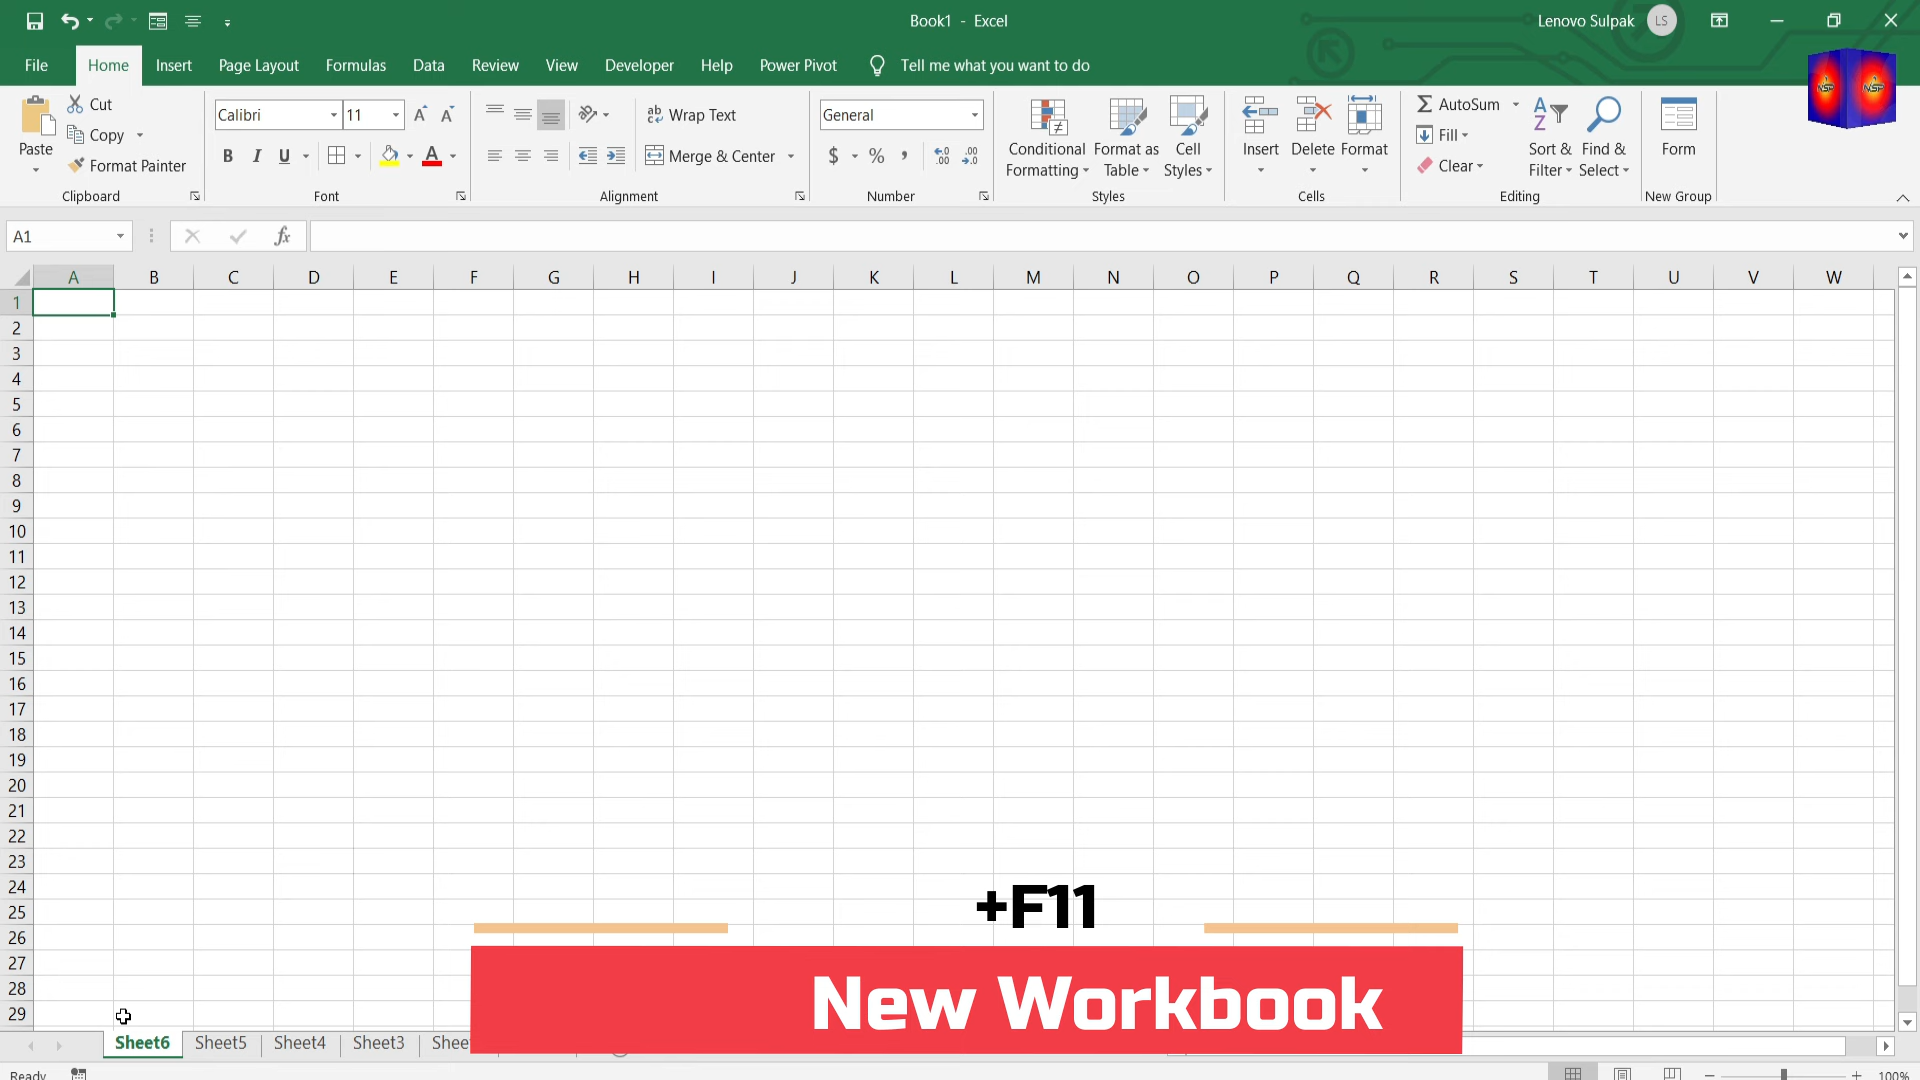 Book1 - Excel
Lenovo Sulpak LS
File Home Insert Page Layout Formulas Data Review View Developer Help Power Pivot Tell me what you want to do
NSP NSP
Paste
Cut
Copy
Format Painter
Clipboard
Calibri 11
B I U A
Font
ab Wrap Text
Merge & Center
Alignment
General
$ % ,
Number
Conditional Formatting
Format as Table
Cell Styles
Styles
Insert Delete Format
Cells
AutoSum
Fill
Clear
Sort & Filter
Find & Select
Editing
Form
New Group
A1 fx
A B C D E F G H I J K L M N O P Q R S T U V W
1
2
3
4
5
6
7
8
9
10
11
12
13
14
15
16
17
18
19
20
21
22
23
24
25
26
27
28
29
+F11
New Workbook
Sheet6 Sheet5 Sheet4 Sheet3
Ready 100%